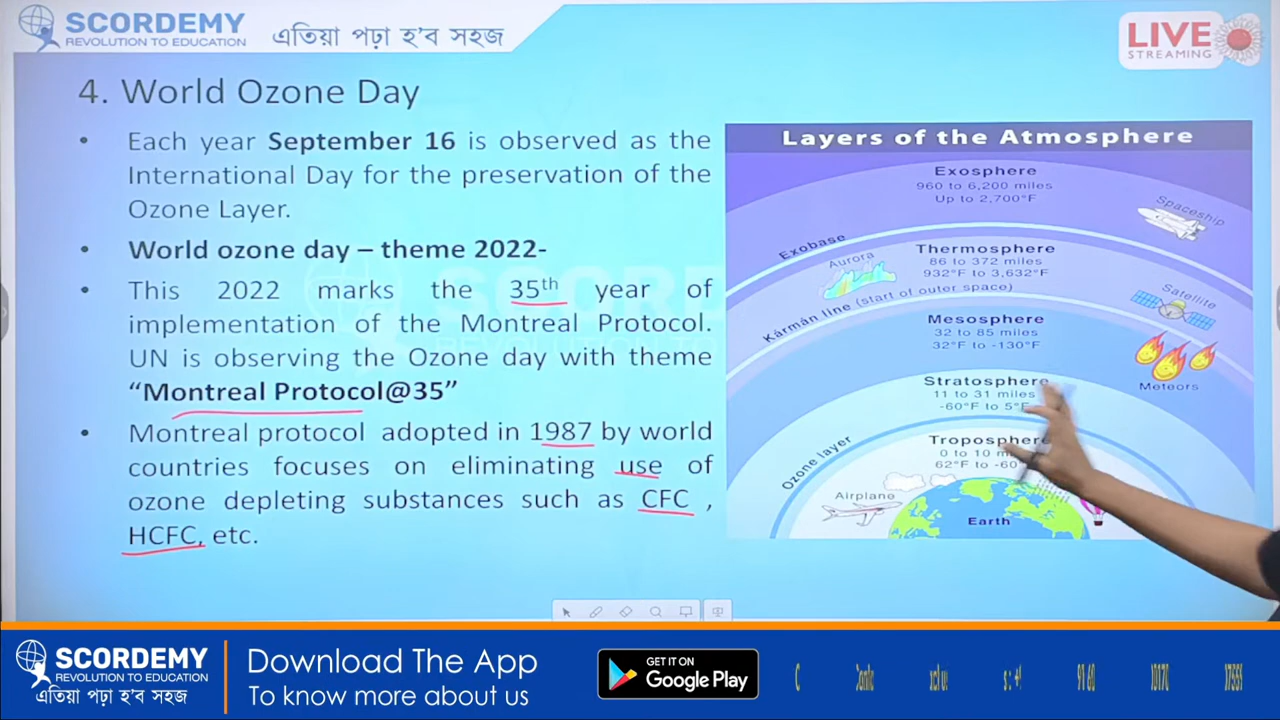 SCORDEMY
REVOLUTION TO EDUCATION
এতিয়া পঢ়া হ'ব সহজ
LIVE
STREAMING
4. World Ozone Day
• Each year September 16 is observed as the
International Day for the preservation of the
Ozone Layer.
• World ozone day – theme 2022-
• This 2022 marks the 35th year of
implementation of the Montreal Protocol.
UN is observing the Ozone day with theme
“Montreal Protocol@35”
• Montreal protocol adopted in 1987 by world
countries focuses on eliminating use of
ozone depleting substances such as CFC ,
HCFC, etc.
Layers of the Atmosphere
Exosphere
960 to 6,200 miles
Up to 2,700°F
Spaceship
Exobase
Thermosphere
86 to 372 miles
932°F to 3,632°F
Aurora
Satellite
Kármán line (start of outer space)
Mesosphere
32 to 85 miles
32°F to -130°F
Meteors
Stratosphere
11 to 31 miles
-60°F to 5°F
Ozone layer
Troposphere
0 to 10
62°F to -60
Airplane
Earth
SCORDEMY
REVOLUTION TO EDUCATION
এতিয়া পঢ়া হ'ব সহজ
Download The App
To know more about us
GET IT ON
Google Play